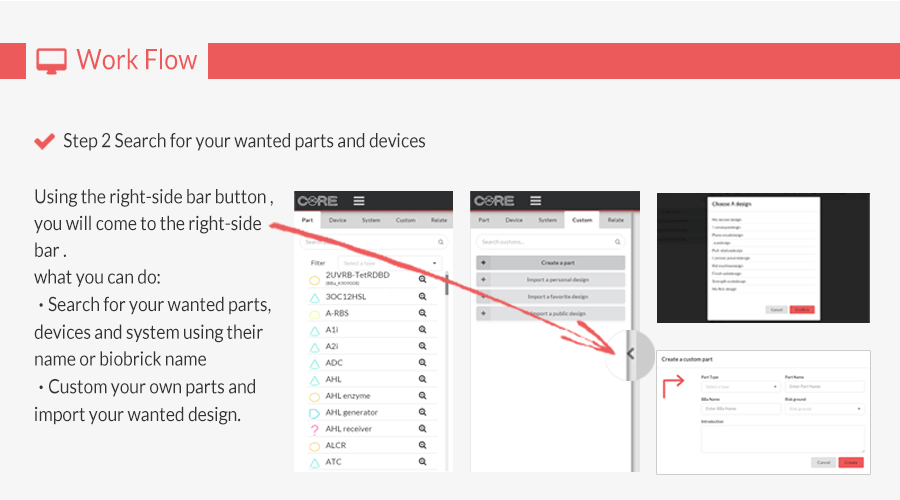 Work Flow
Step 2 Search for your wanted parts and devices
Using the right-side bar button ,
you will come to the right-side
bar .
what you can do:
· Search for your wanted parts,
devices and system using their
name or biobrick name
· Custom your own parts and
import your wanted design.
CORE
Part Device System Custom Relate
Search
Filter Select a type
2UVRB-TetRDBD
3OC12HSL
A-RBS
A1i
A2i
ADC
AHL
AHL enzyme
AHL generator
AHL receiver
ALCR
ATC
CORE
Part Device System Custom Relate
Search customs...
+ Create a part
+ Import a personal design
+ Import a favorite design
+ Import a public design
Choose A design
My first design
Cancel Confirm
Create a custom part
Part Type Part Name
Select a type Enter Part Name
BBa Name Risk ground
Enter BBa Name Risk ground
Introduction
Cancel Create